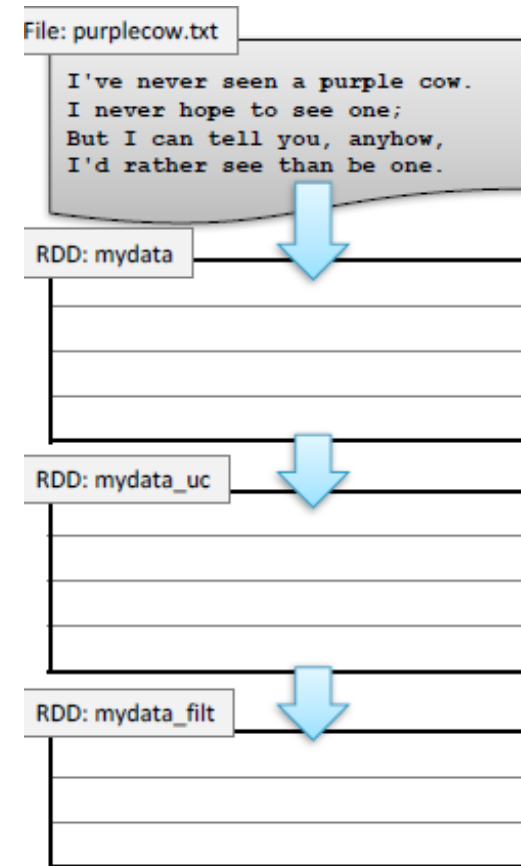 File: purplecow.txt
I've never seen a purple cow.
I never hope to see one;
But I can tell you, anyhow,
I'd rather see than be one.
RDD: mydata
RDD: mydata_uc
RDD: mydata_filt